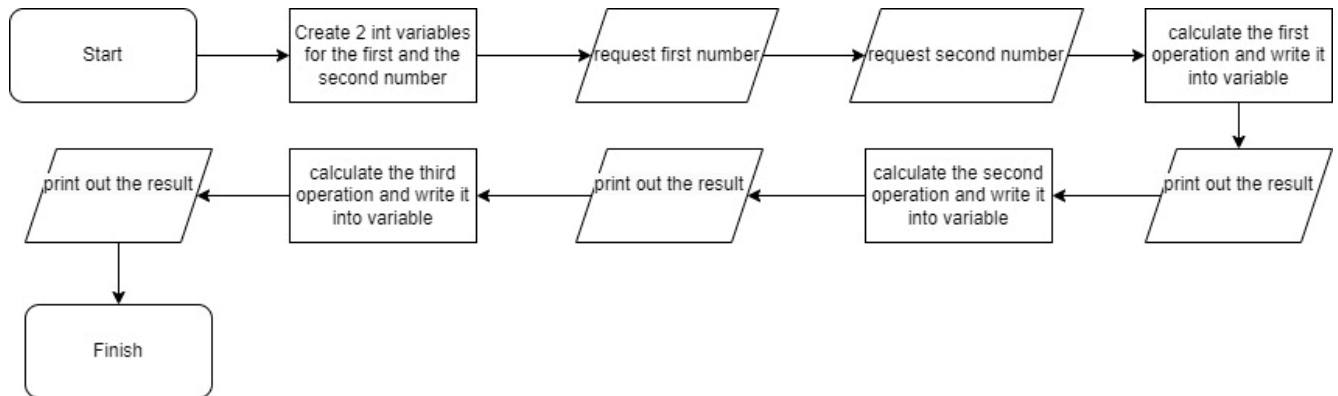 Start
Create 2 int variables
for the first and the
second number
request first number
request second number
calculate the first
operation and write it
into variable
print out the result
calculate the second
operation and write it
into variable
print out the result
calculate the third
operation and write it
into variable
print out the result
Finish